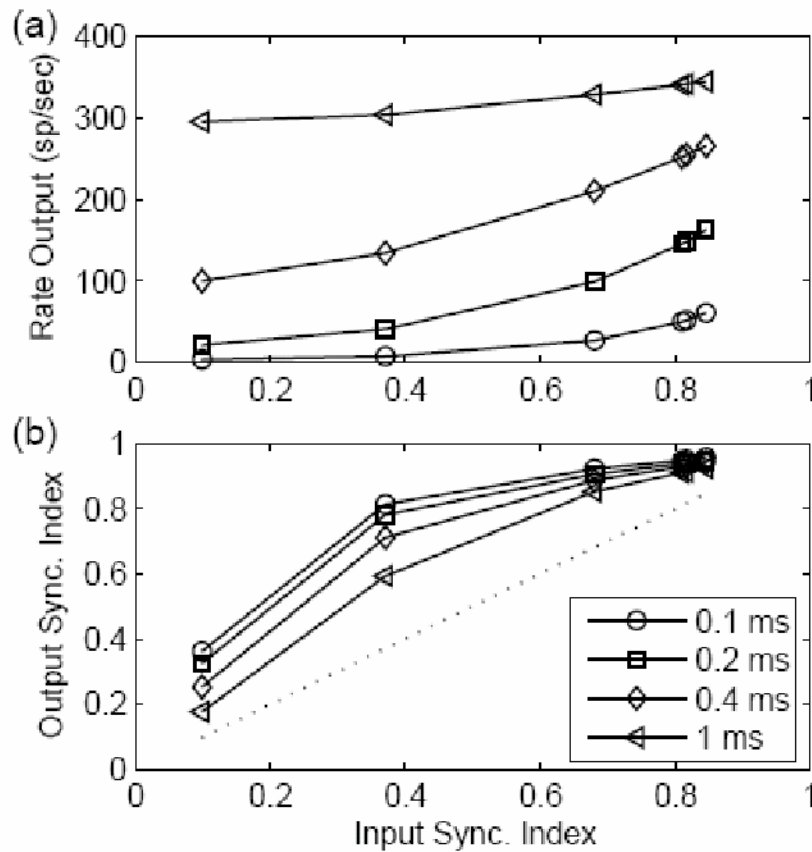 (a)
400
300
200
100
0
Rate Output (sp/sec)
0 0.2 0.4 0.6 0.8 1
(b)
1
0.8
0.6
0.4
0.2
0
Output Sync. Index
0.1 ms
0.2 ms
0.4 ms
1 ms
0 0.2 0.4 0.6 0.8 1
Input Sync. Index